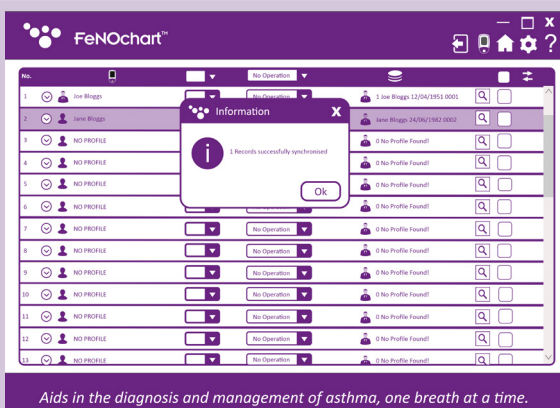 FeNOchart™
?
No. No Operation
1 Joe Bloggs 1 Joe Bloggs 12/04/1951 0001
2 Jane Bloggs Jane Bloggs 24/06/1982 0002
Information X
i 1 Records successfully synchronised
Ok
3 NO PROFILE 0 No Profile Found!
4 NO PROFILE 0 No Profile Found!
5 NO PROFILE 0 No Profile Found!
6 NO PROFILE No Operation 0 No Profile Found!
7 NO PROFILE No Operation 0 No Profile Found!
8 NO PROFILE No Operation 0 No Profile Found!
9 NO PROFILE No Operation 0 No Profile Found!
10 NO PROFILE No Operation 0 No Profile Found!
11 NO PROFILE No Operation 0 No Profile Found!
12 NO PROFILE No Operation 0 No Profile Found!
13 NO PROFILE No Operation 0 No Profile Found!
Aids in the diagnosis and management of asthma, one breath at a time.